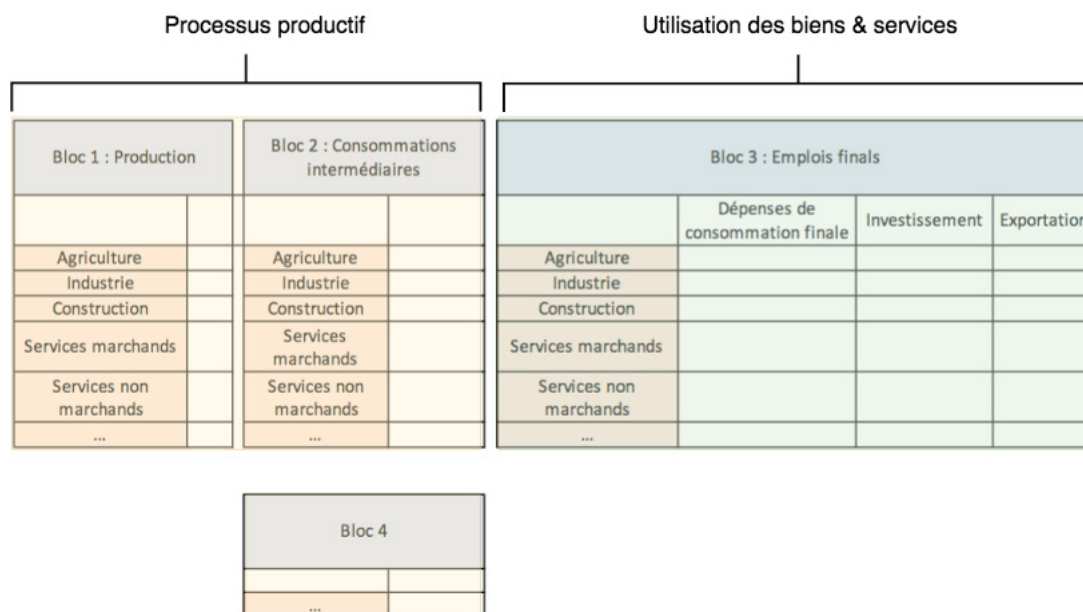 Processus productif
Utilisation des biens & services
Bloc 1 : Production
Bloc 2 : Consommations
intermédiaires
Bloc 3 : Emplois finals
Dépenses de
consommation finale
Investissement
Exportation
Agriculture
Agriculture
Agriculture
Industrie
Industrie
Industrie
Construction
Construction
Construction
Services marchands
Services
marchands
Services marchands
Services non
marchands
Services non
marchands
Services non
marchands
...
...
...
Bloc 4
...